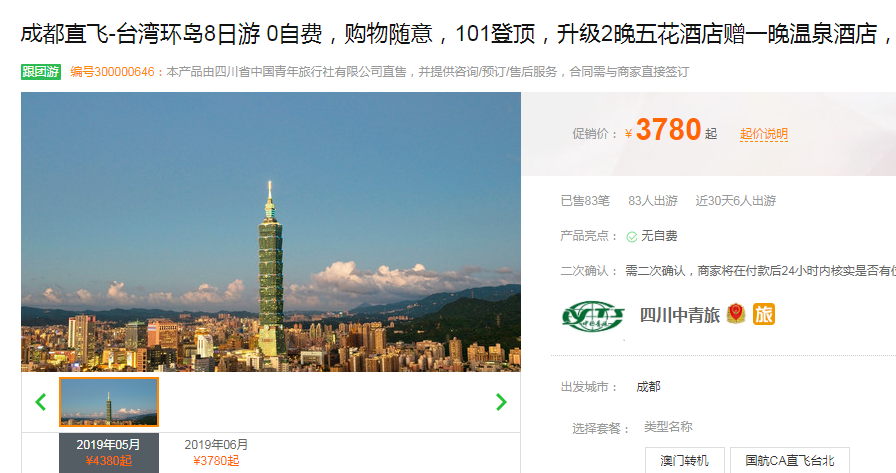 成都直飞-台湾环岛8日游 0自费，购物随意，101登顶，升级2晚五花酒店赠一晚温泉酒店，
跟团游 编号300000646：本产品由四川省中国青年旅行社有限公司直售，并提供咨询/预订/售后服务，合同需与商家直接签订
促销价： ¥ 3780 起 起价说明
已售83笔 83人出游 近30天6人出游
产品亮点： 无自费
二次确认： 需二次确认，商家将在付款后24小时内核实是否有位
四川中青旅 旅
出发城市： 成都
选择套餐： 类型名称
澳门转机 国航CA直飞台北
2019年05月 2019年06月
¥4380起 ¥3780起